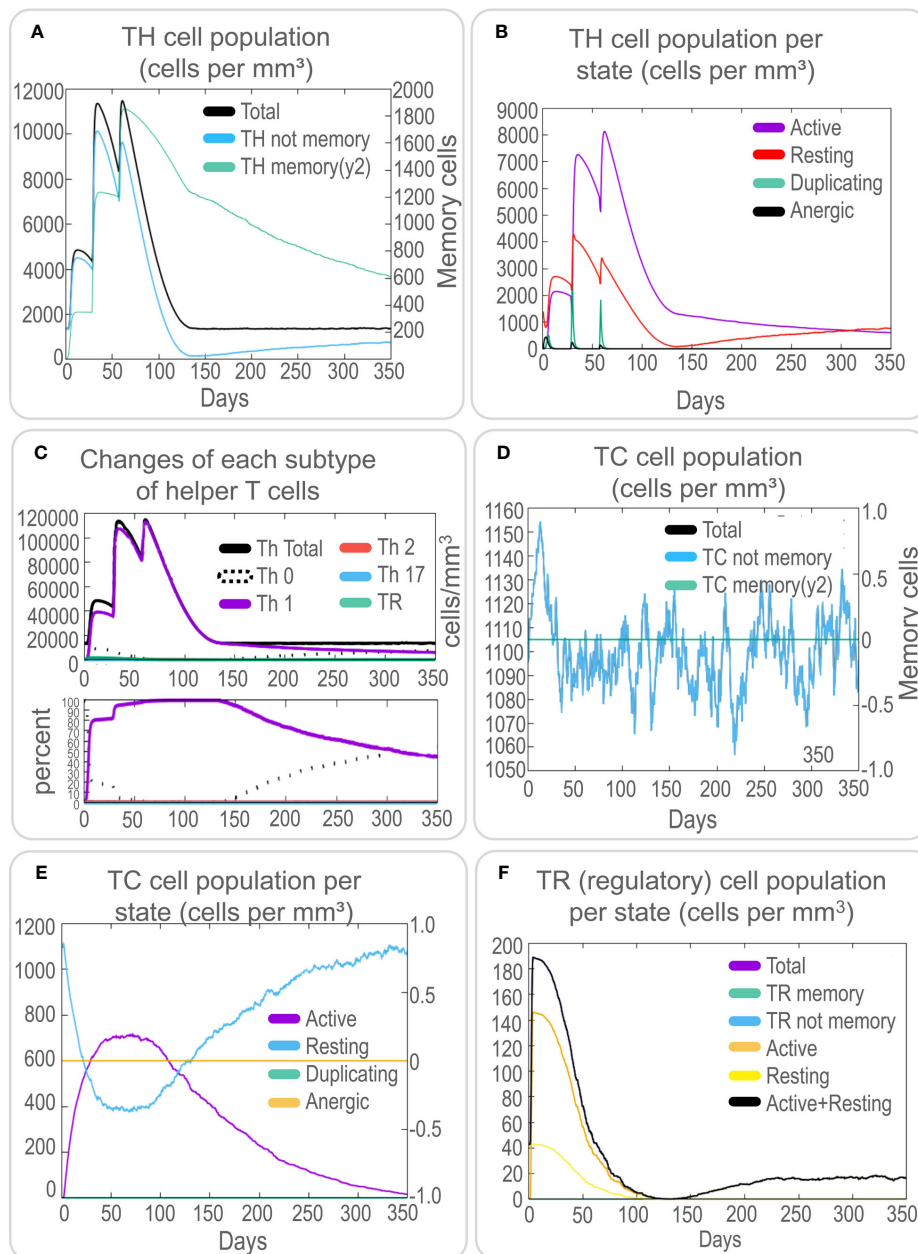 A
TH cell population
(cells per mm³)
12000
10000
8000
6000
4000
2000
0
2000
1800
1600
1400
1200
1000
800
600
400
200
Memory cells
Total
TH not memory
TH memory(y2)
0 50 100 150 200 250 300 350
Days
B
TH cell population per
state (cells per mm³)
9000
8000
7000
6000
5000
4000
3000
2000
1000
0
Active
Resting
Duplicating
Anergic
0 50 100 150 200 250 300 350
Days
C
Changes of each subtype
of helper T cells
120000
100000
80000
60000
40000
20000
0
Th Total
Th 0
Th 1
Th 2
Th 17
TR
cells/mm³
0 50 100 150 200 250 300 350
percent
100
90
80
70
60
50
40
30
20
10
0
0 50 100 150 200 250 300 350
D
TC cell population
(cells per mm³)
1160
1150
1140
1130
1120
1110
1100
1090
1080
1070
1060
1050
1.0
0.5
0
-0.5
-1.0
Memory cells
Total
TC not memory
TC memory(y2)
350
0 50 100 150 200 250 300 350
Days
E
TC cell population per
state (cells per mm³)
1200
1000
800
600
400
200
0
1.0
0.5
0
-0.5
-1.0
Active
Resting
Duplicating
Anergic
0 50 100 150 200 250 300 350
Days
F
TR (regulatory) cell population
per state (cells per mm³)
200
180
160
140
120
100
80
60
40
20
0
Total
TR memory
TR not memory
Active
Resting
Active+Resting
0 50 100 150 200 250 300 350
Days